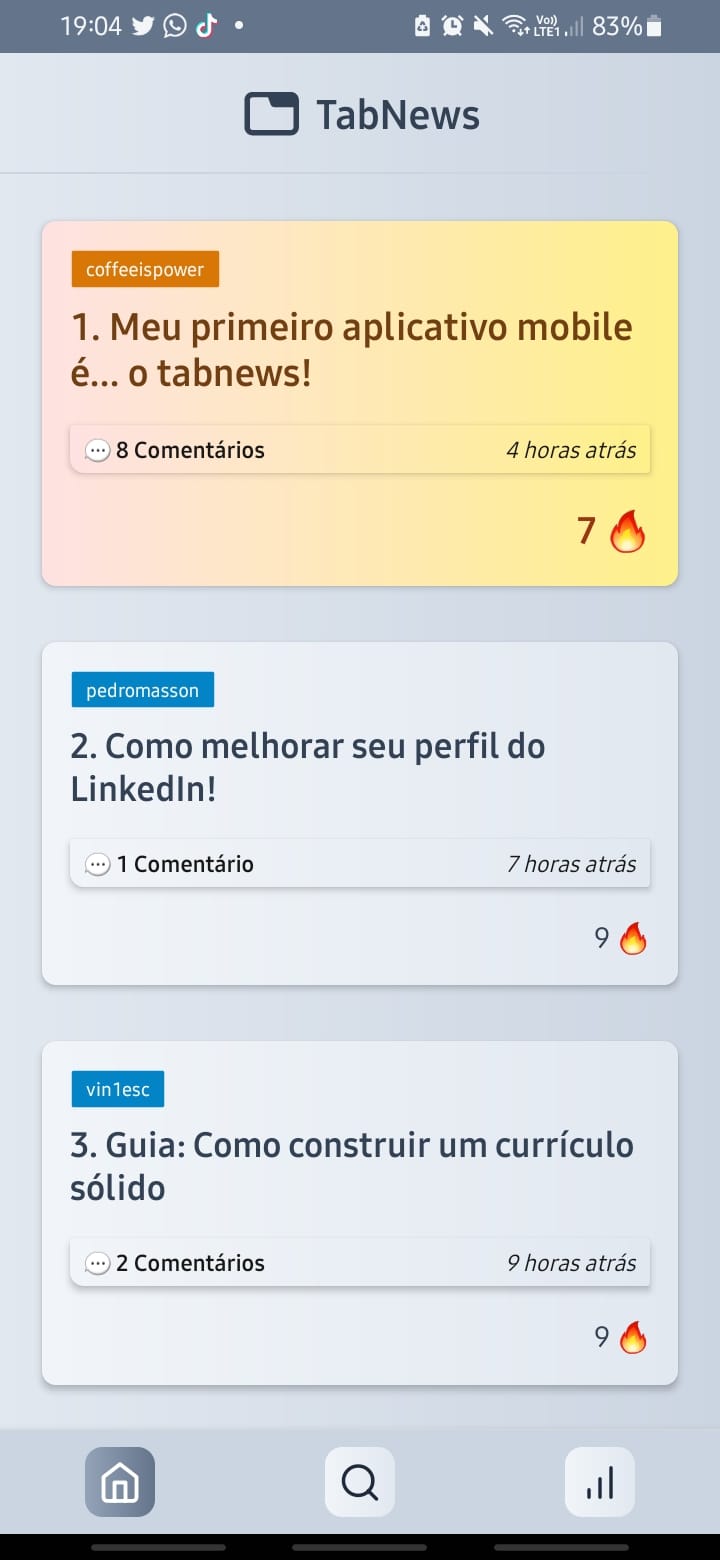 19:04 Vo)) LTE1 83%
TabNews
coffeeispower
1. Meu primeiro aplicativo mobile
é... o tabnews!
8 Comentários 4 horas atrás
7
pedromasson
2. Como melhorar seu perfil do
LinkedIn!
1 Comentário 7 horas atrás
9
vin1esc
3. Guia: Como construir um currículo
sólido
2 Comentários 9 horas atrás
9